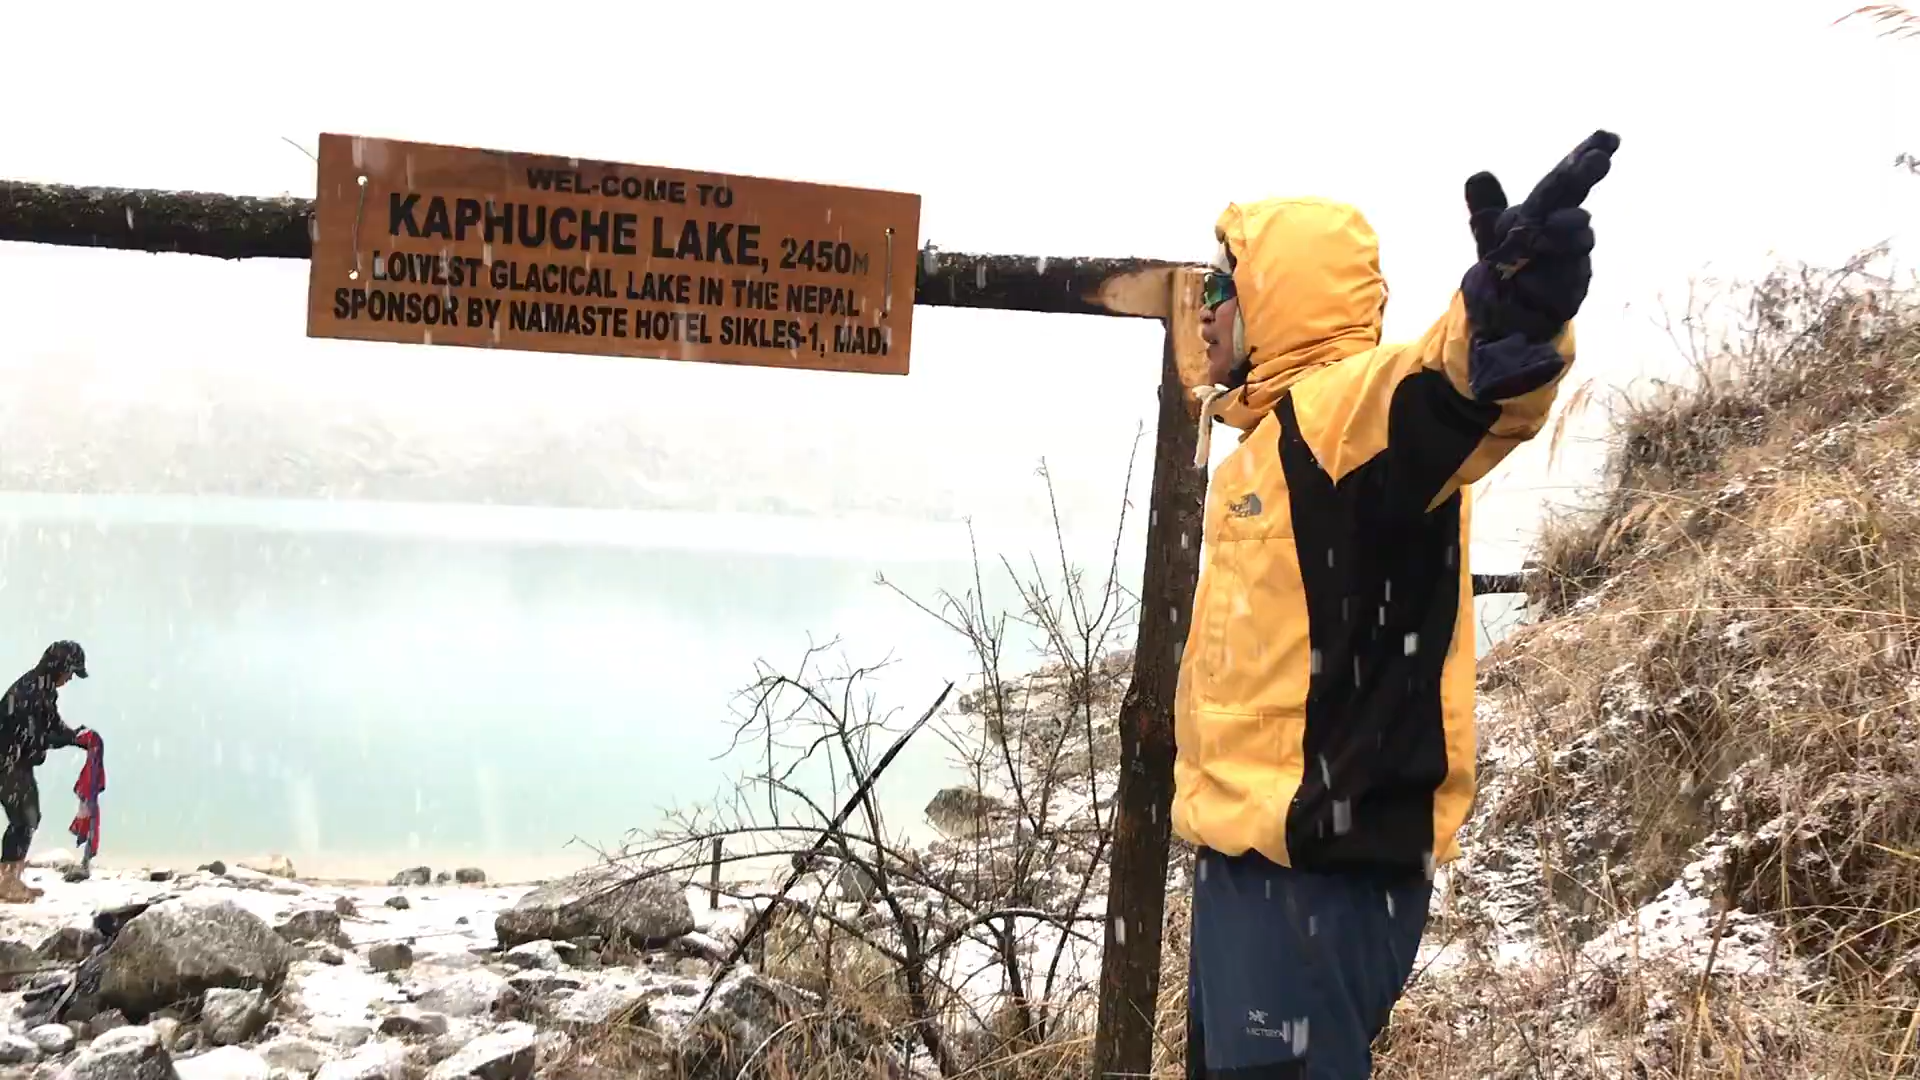 WEL-COME TO
KAPHUCHE LAKE, 2450M
LOWEST GLACICAL LAKE IN THE NEPAL
SPONSOR BY NAMASTE HOTEL SIKLES-1, MADI